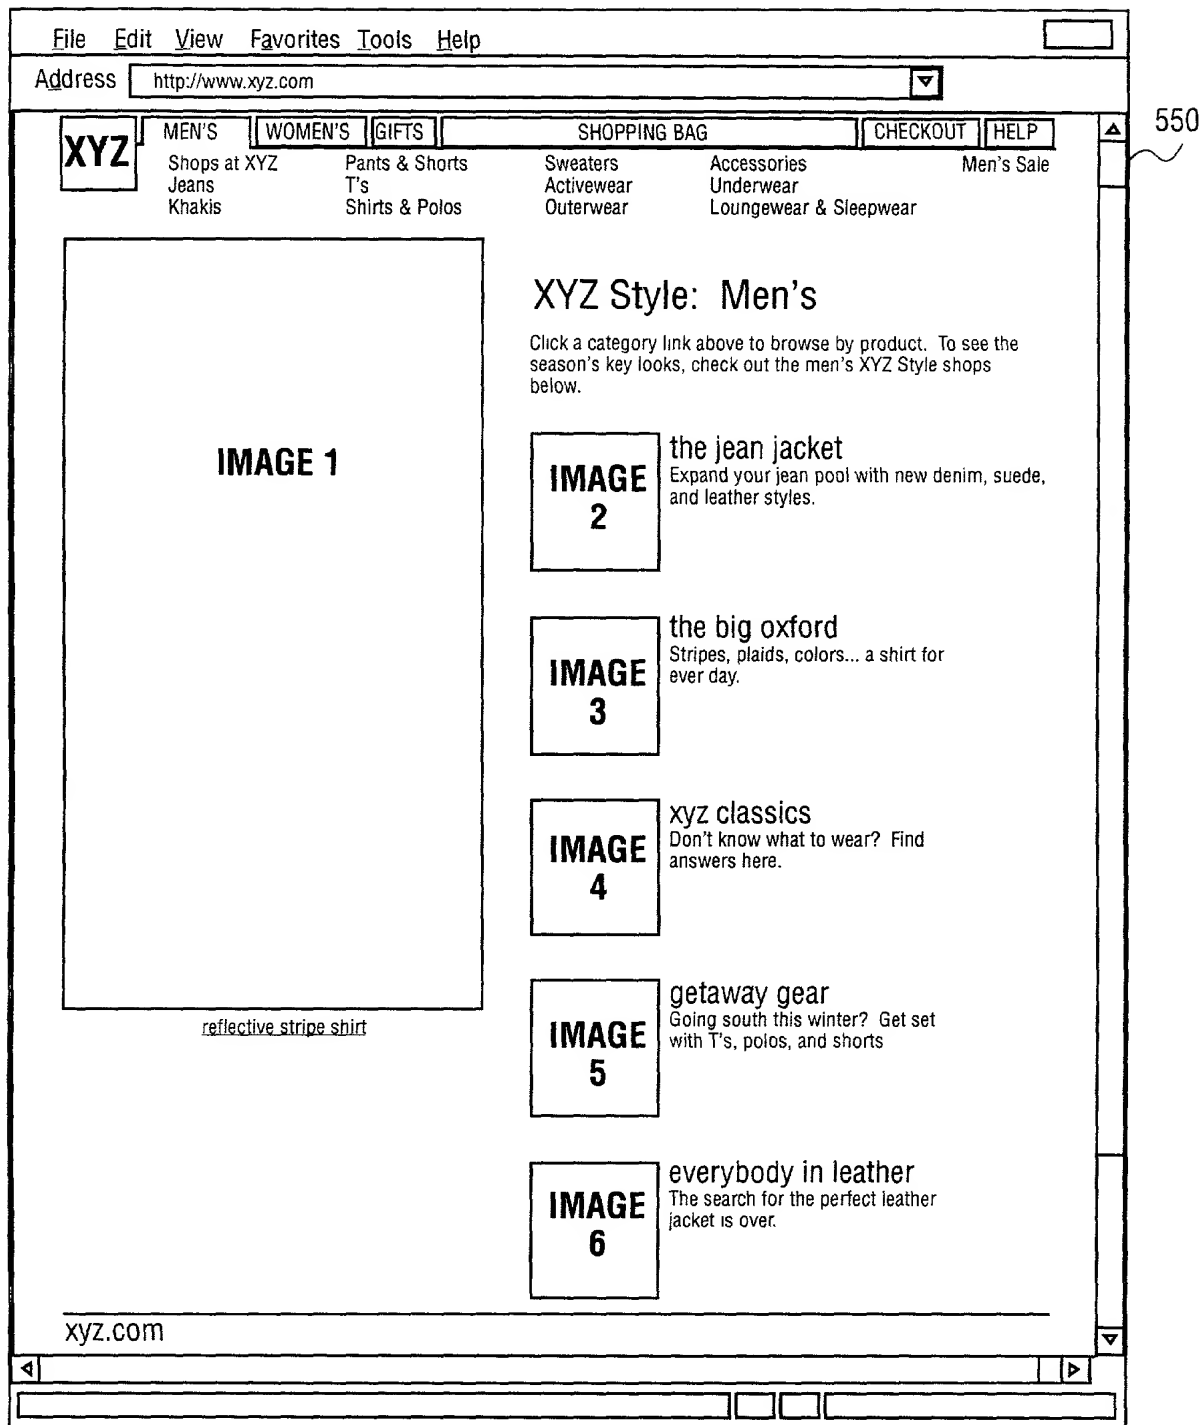 File Edit View Favorites Tools Help
Address http://www.xyz.com
550
XYZ MEN'S WOMEN'S GIFTS SHOPPING BAG CHECKOUT HELP
Shops at XYZ Pants & Shorts Sweaters Accessories Men's Sale
Jeans T's Activewear Underwear
Khakis Shirts & Polos Outerwear Loungewear & Sleepwear
IMAGE 1
reflective stripe shirt
XYZ Style: Men's
Click a category link above to browse by product. To see the
season's key looks, check out the men's XYZ Style shops
below.
IMAGE
2
the jean jacket
Expand your jean pool with new denim, suede,
and leather styles.
IMAGE
3
the big oxford
Stripes, plaids, colors... a shirt for
ever day.
IMAGE
4
xyz classics
Don't know what to wear? Find
answers here.
IMAGE
5
getaway gear
Going south this winter? Get set
with T's, polos, and shorts
IMAGE
6
everybody in leather
The search for the perfect leather
jacket is over.
xyz.com